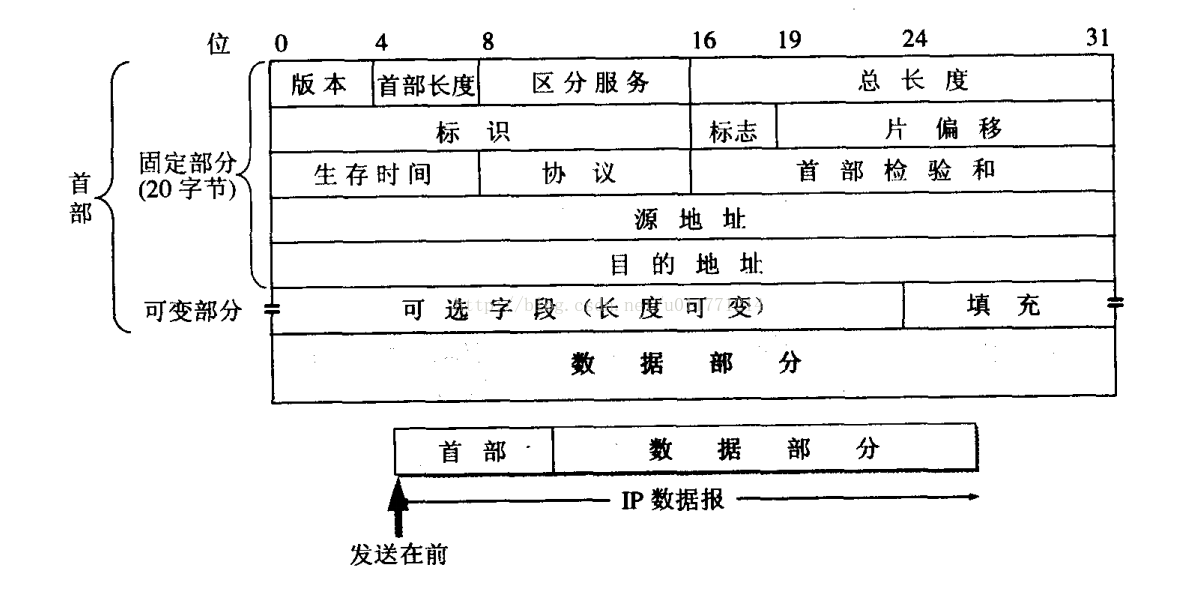 位 0 4 8 16 19 24 31
版本 首部长度 区分服务 总长度
标识 标志 片偏移
固定部分
(20 字节)
生存时间 协议 首部检验和
首部
源地址
目的地址
可变部分 可选字段（长度可变） 填充
数据部分
首部 数据部分
IP 数据报
发送在前